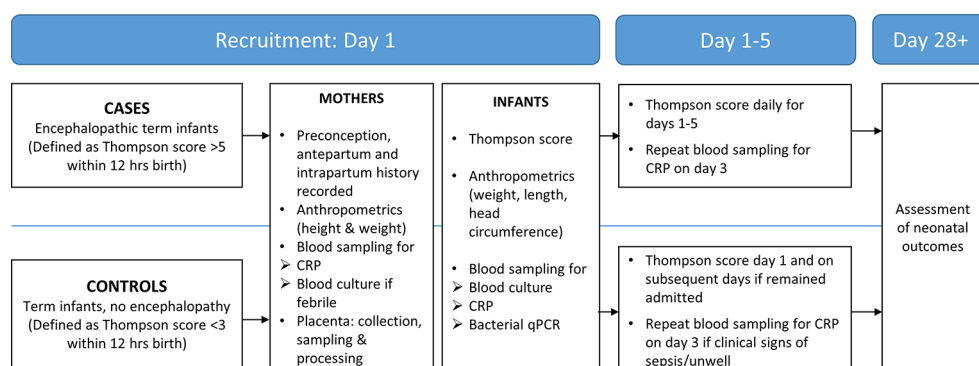 Recruitment: Day 1
Day 1-5
Day 28+
CASES
Encephalopathic term infants
(Defined as Thompson score >5
within 12 hrs birth)
CONTROLS
Term infants, no encephalopathy
(Defined as Thompson score <3
within 12 hrs birth)
MOTHERS
• Preconception,
antepartum and
intrapartum history
recorded
• Anthropometrics
(height & weight)
• Blood sampling for
➢ CRP
➢ Blood culture if
febrile
• Placenta: collection,
sampling &
processing
INFANTS
• Thompson score
• Anthropometrics
(weight, length,
head
circumference)
• Blood sampling for
➢ Blood culture
➢ CRP
➢ Bacterial qPCR
• Thompson score daily for
days 1-5
• Repeat blood sampling for
CRP on day 3
• Thompson score day 1 and on
subsequent days if remained
admitted
• Repeat blood sampling for CRP
on day 3 if clinical signs of
sepsis/unwell
Assessment
of neonatal
outcomes